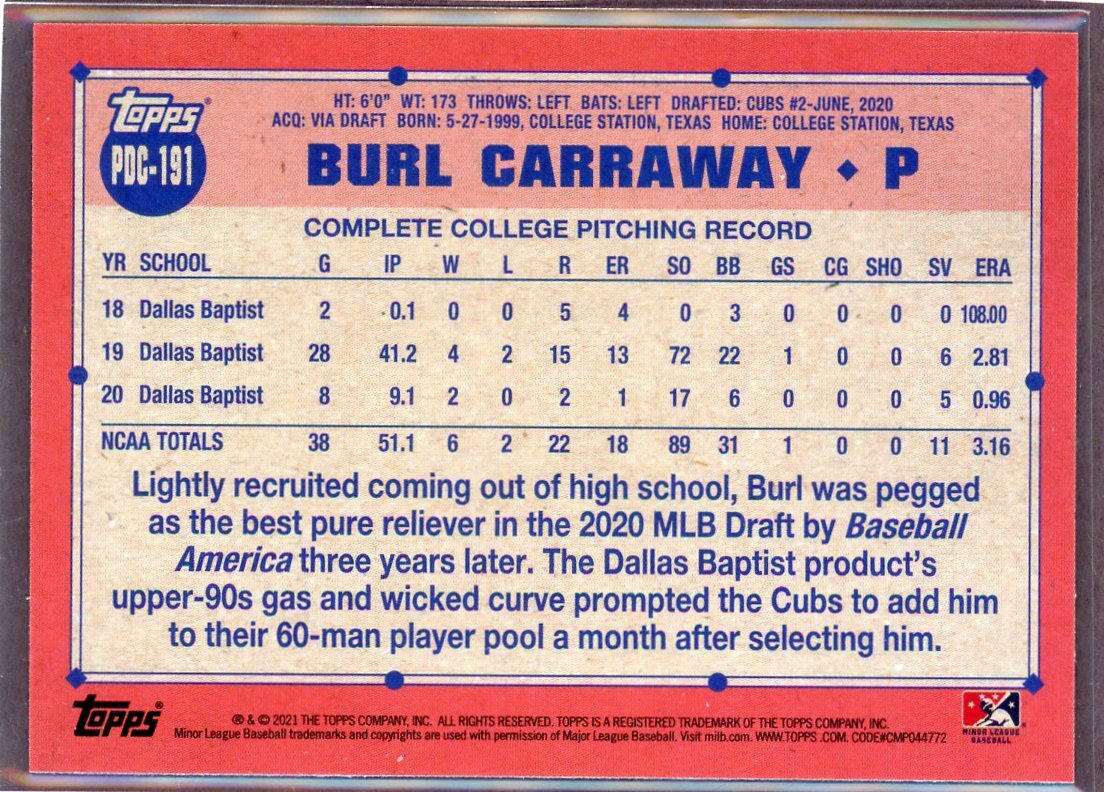 Topps®
PDC-191
HT: 6'0" WT: 173 THROWS: LEFT BATS: LEFT DRAFTED: CUBS #2-JUNE, 2020
ACQ: VIA DRAFT BORN: 5-27-1999, COLLEGE STATION, TEXAS HOME: COLLEGE STATION, TEXAS
BURL CARRAWAY ♦ P
COMPLETE COLLEGE PITCHING RECORD
YR SCHOOL G IP W L R ER SO BB GS CG SHO SV ERA
18 Dallas Baptist 2 0.1 0 0 5 4 0 3 0 0 0 0 108.00
19 Dallas Baptist 28 41.2 4 2 15 13 72 22 1 0 0 6 2.81
20 Dallas Baptist 8 9.1 2 0 2 1 17 6 0 0 0 5 0.96
NCAA TOTALS 38 51.1 6 2 22 18 89 31 1 0 0 11 3.16
Lightly recruited coming out of high school, Burl was pegged
as the best pure reliever in the 2020 MLB Draft by Baseball
America three years later. The Dallas Baptist product's
upper-90s gas and wicked curve prompted the Cubs to add him
to their 60-man player pool a month after selecting him.
Topps®
® & © 2021 THE TOPPS COMPANY, INC. ALL RIGHTS RESERVED. TOPPS IS A REGISTERED TRADEMARK OF THE TOPPS COMPANY, INC.
Minor League Baseball trademarks and copyrights are used with permission of Major League Baseball. Visit milb.com. WWW.TOPPS.COM. CODE#CMP044772
MINOR LEAGUE
BASEBALL